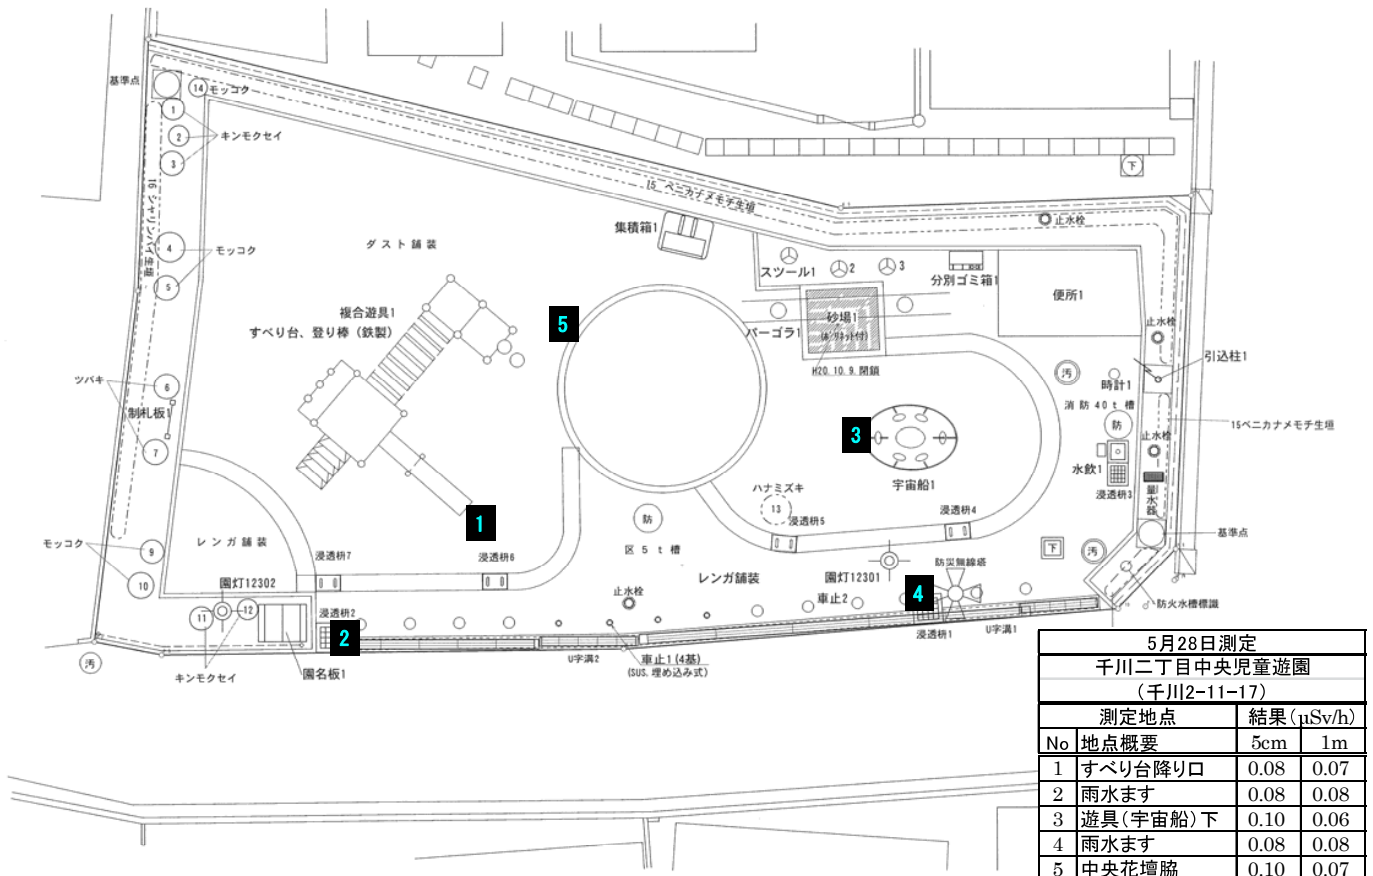 基準点
14 モッコク
1
2 キンモクセイ
3
16 シャリンバイ生垣
15 ベニカナメモチ生垣
下
止水栓
4 モッコク
5
ダスト舗装
集積箱1
スツール1 2 3
分別ゴミ箱1
便所1
複合遊具1
すべり台、登り棒(鉄製)
5
パーゴラ1
砂場1
H20.10.9.閉鎖
止水栓
引込柱1
ツバキ
6
制札板1
7
汚
時計1
消防40t槽
防
15ベニカナメモチ生垣
3
宇宙船1
止水栓
水飲1
浸透枡3
量水器
ハナミズキ
13
浸透枡5
浸透枡4
1
防
区5t槽
基準点
モッコク
9
10
レンガ舗装
浸透枡7
浸透枡6
下
汚
園灯12302
レンガ舗装
園灯12301
防災無線塔
止水栓
車止2
4
防火水槽標識
11
12
浸透枡2
2
浸透枡1
U字溝1
U字溝2
車止1(4基)
(SUS.埋め込み式)
汚
キンモクセイ
園名板1
5月28日測定
千川二丁目中央児童遊園
(千川2-11-17)
測定地点 結果(μSv/h)
No 地点概要 5cm 1m
1 すべり台降り口 0.08 0.07
2 雨水ます 0.08 0.08
3 遊具(宇宙船)下 0.10 0.06
4 雨水ます 0.08 0.08
5 中央花壇脇 0.10 0.07